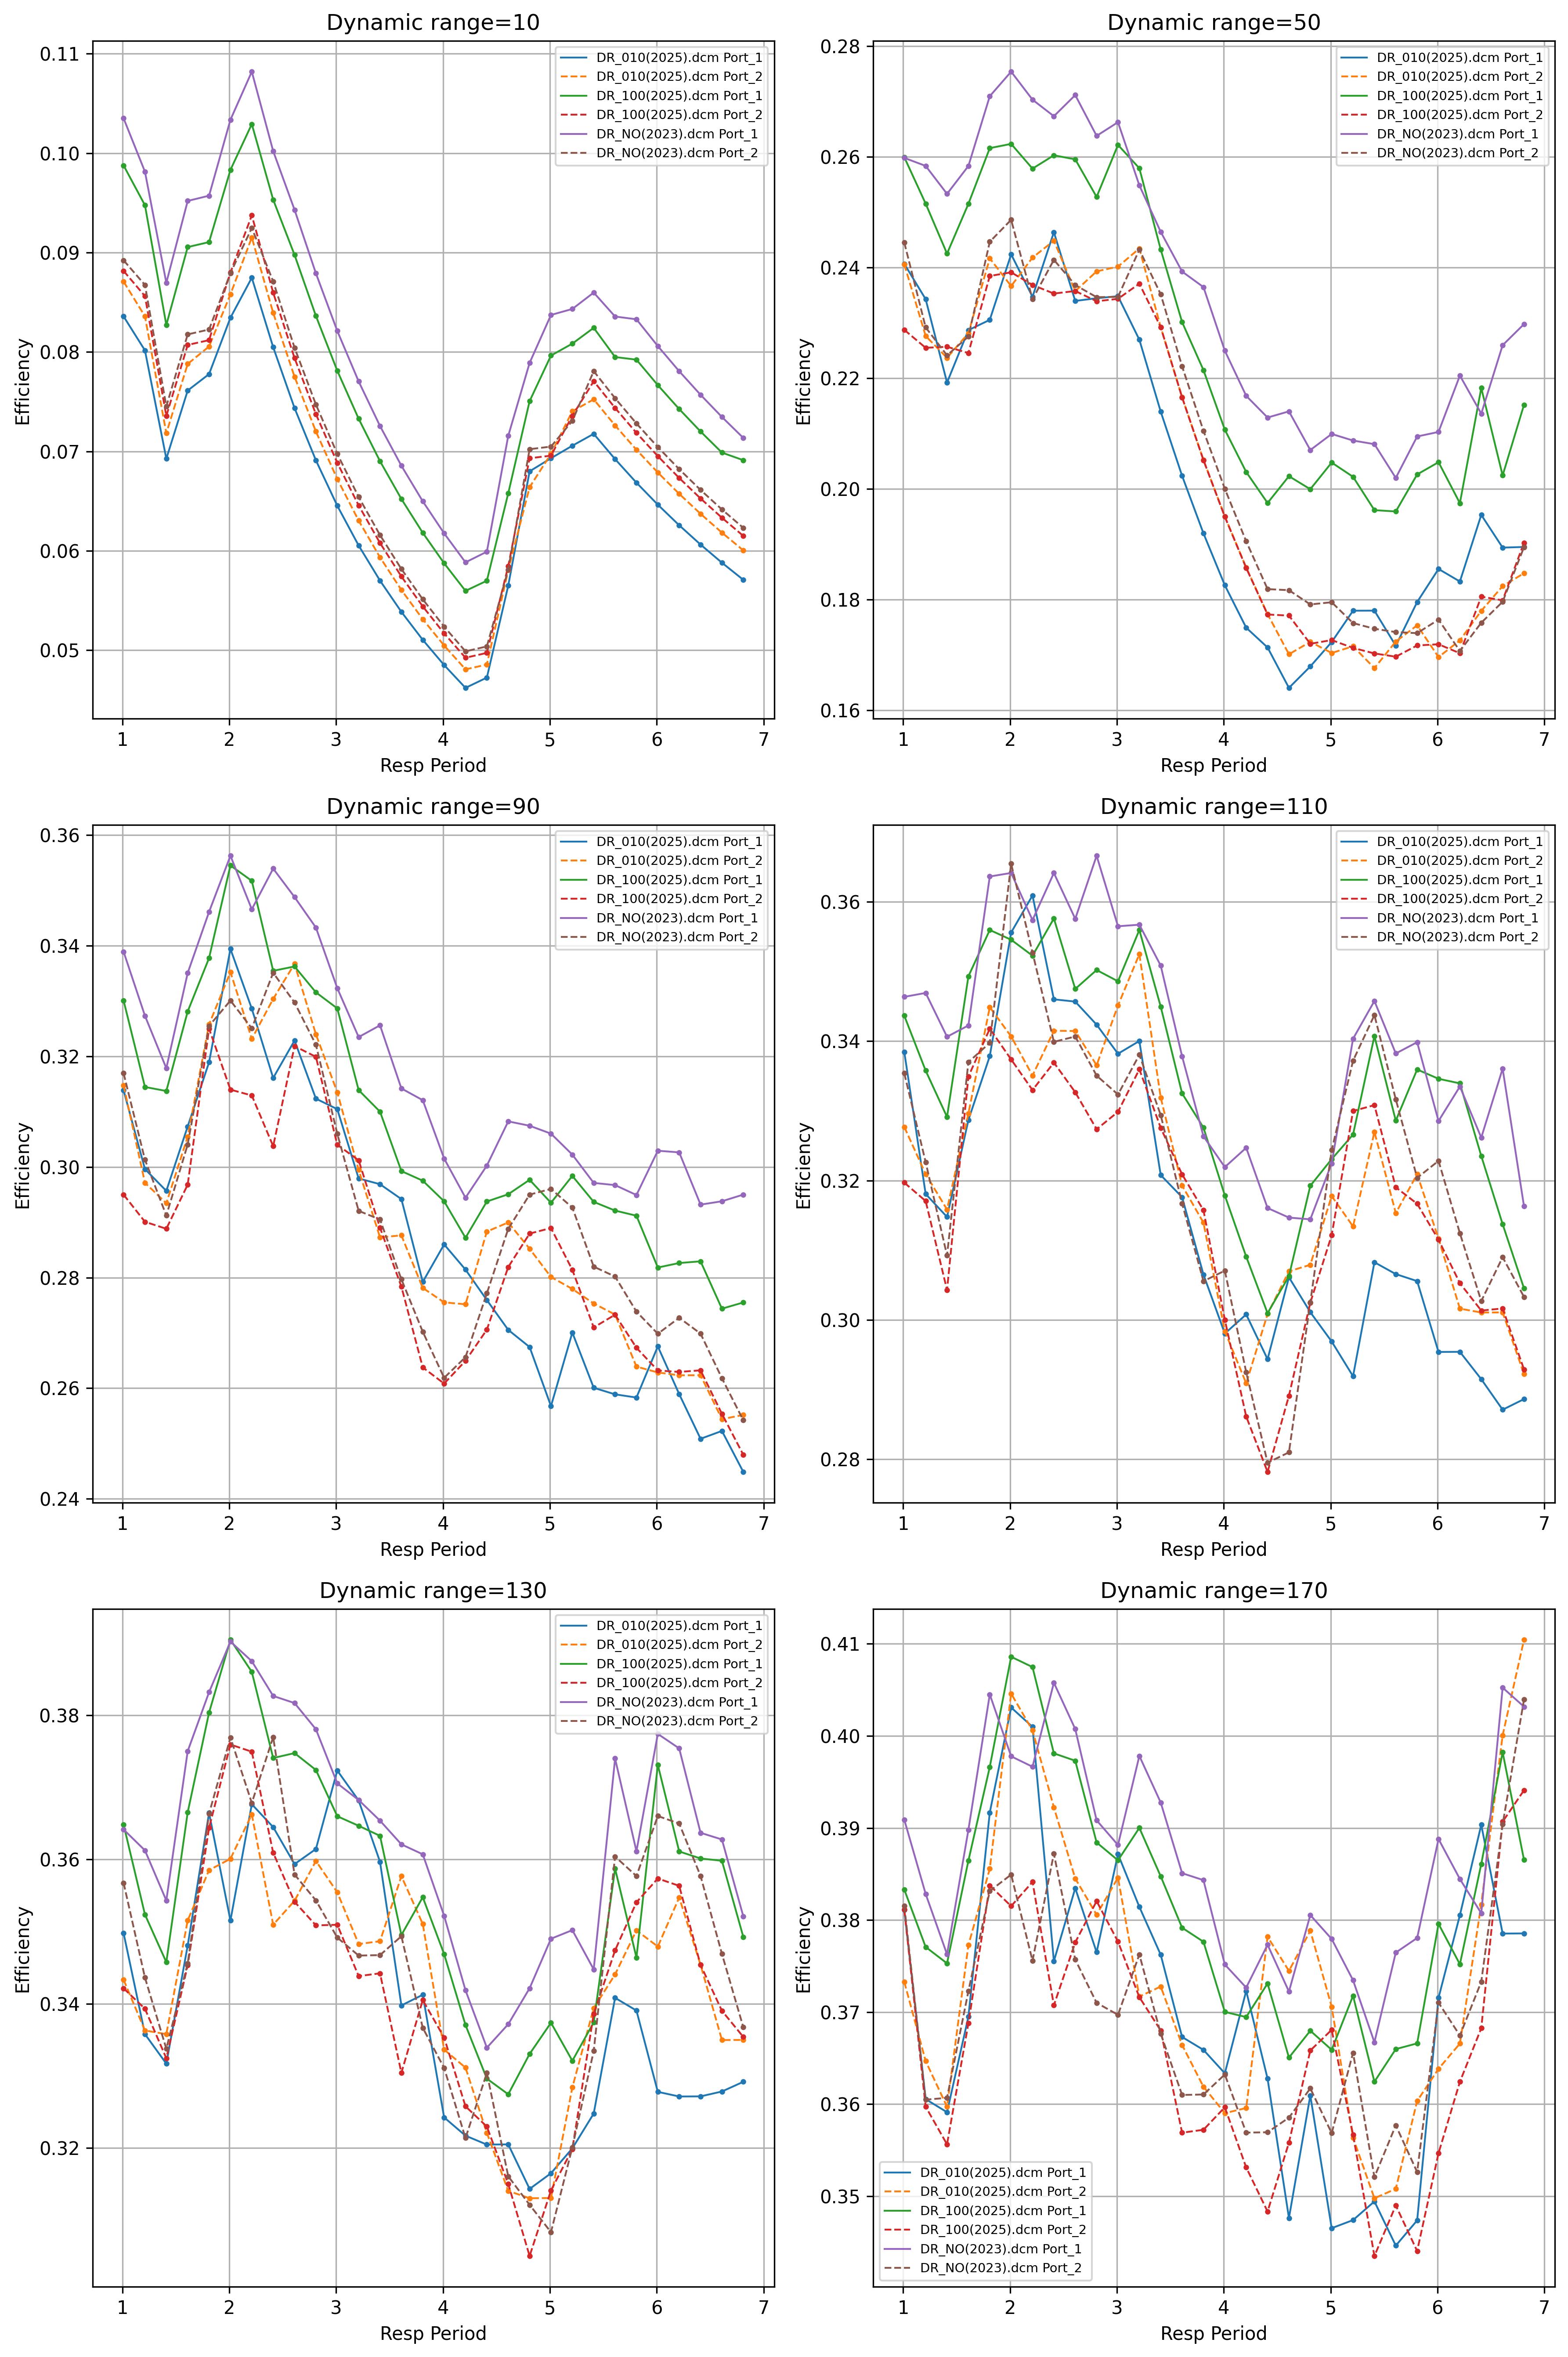 Dynamic range=10
0.11
0.10
0.09
0.08
0.07
0.06
0.05
Efficiency
1 2 3 4 5 6 7
Resp Period
DR_010(2025).dcm Port_1
DR_010(2025).dcm Port_2
DR_100(2025).dcm Port_1
DR_100(2025).dcm Port_2
DR_NO(2023).dcm Port_1
DR_NO(2023).dcm Port_2
Dynamic range=50
0.28
0.26
0.24
0.22
0.20
0.18
0.16
Efficiency
1 2 3 4 5 6 7
Resp Period
DR_010(2025).dcm Port_1
DR_010(2025).dcm Port_2
DR_100(2025).dcm Port_1
DR_100(2025).dcm Port_2
DR_NO(2023).dcm Port_1
DR_NO(2023).dcm Port_2
Dynamic range=90
0.36
0.34
0.32
0.30
0.28
0.26
0.24
Efficiency
1 2 3 4 5 6 7
Resp Period
DR_010(2025).dcm Port_1
DR_010(2025).dcm Port_2
DR_100(2025).dcm Port_1
DR_100(2025).dcm Port_2
DR_NO(2023).dcm Port_1
DR_NO(2023).dcm Port_2
Dynamic range=110
0.36
0.34
0.32
0.30
0.28
Efficiency
1 2 3 4 5 6 7
Resp Period
DR_010(2025).dcm Port_1
DR_010(2025).dcm Port_2
DR_100(2025).dcm Port_1
DR_100(2025).dcm Port_2
DR_NO(2023).dcm Port_1
DR_NO(2023).dcm Port_2
Dynamic range=130
0.38
0.36
0.34
0.32
Efficiency
1 2 3 4 5 6 7
Resp Period
DR_010(2025).dcm Port_1
DR_010(2025).dcm Port_2
DR_100(2025).dcm Port_1
DR_100(2025).dcm Port_2
DR_NO(2023).dcm Port_1
DR_NO(2023).dcm Port_2
Dynamic range=170
0.41
0.40
0.39
0.38
0.37
0.36
0.35
Efficiency
1 2 3 4 5 6 7
Resp Period
DR_010(2025).dcm Port_1
DR_010(2025).dcm Port_2
DR_100(2025).dcm Port_1
DR_100(2025).dcm Port_2
DR_NO(2023).dcm Port_1
DR_NO(2023).dcm Port_2